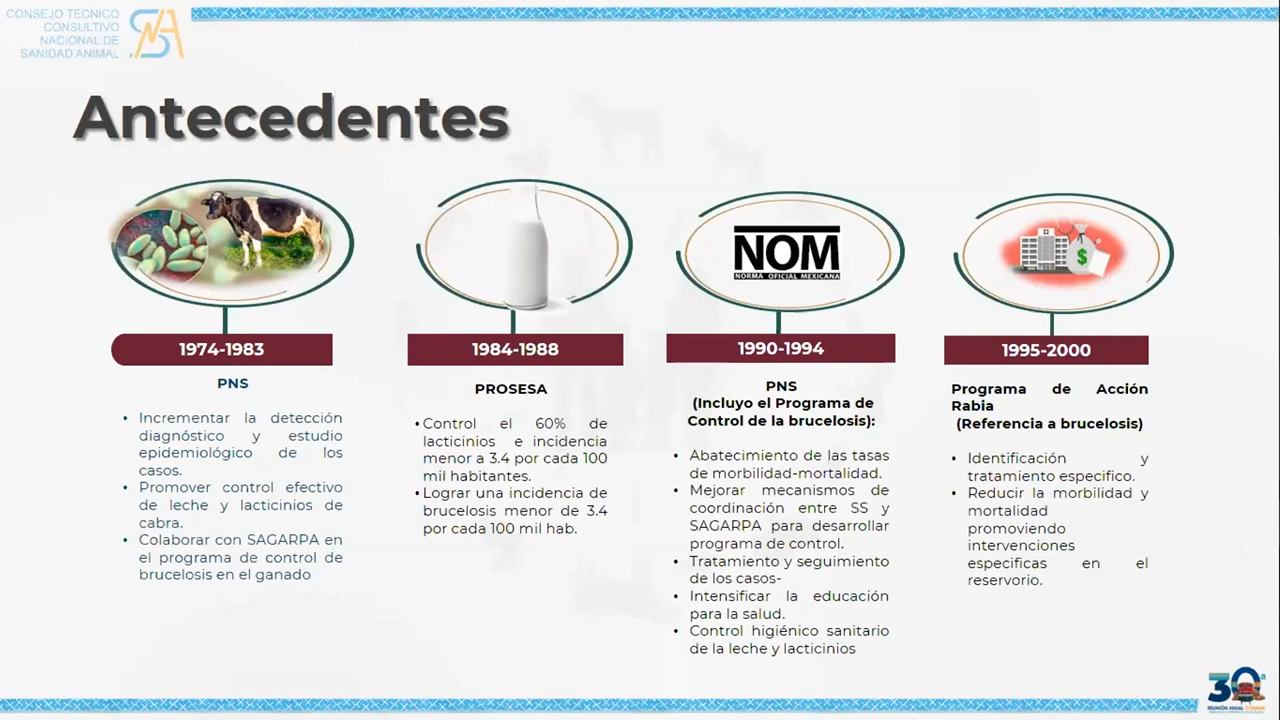 CONSEJO TÉCNICO
CONSULTIVO
NACIONAL DE
SANIDAD ANIMAL
Antecedentes
1974-1983
PNS
• Incrementar la detección
diagnóstico y estudio
epidemiológico de los
casos.
• Promover control efectivo
de leche y lacticinios de
cabra.
• Colaborar con SAGARPA en
el programa de control de
brucelosis en el ganado
1984-1988
PROSESA
• Control el 60% de
lacticinios e incidencia
menor a 3.4 por cada 100
mil habitantes.
• Lograr una incidencia de
brucelosis menor de 3.4
por cada 100 mil hab.
NOM
NORMA OFICIAL MEXICANA
1990-1994
PNS
(Incluyo el Programa de
Control de la brucelosis):
• Abatecimiento de las tasas
de morbilidad-mortalidad.
• Mejorar mecanismos de
coordinación entre SS y
SAGARPA para desarrollar
programa de control.
• Tratamiento y seguimiento
de los casos-
• Intensificar la educación
para la salud.
• Control higiénico sanitario
de la leche y lacticinios
$
1995-2000
Programa de Acción
Rabia
(Referencia a brucelosis)
• Identificación y
tratamiento especifico.
• Reducir la morbilidad y
mortalidad
promoviendo
intervenciones
especificas en el
reservorio.
30ª
REUNIÓN ANUAL CONASA